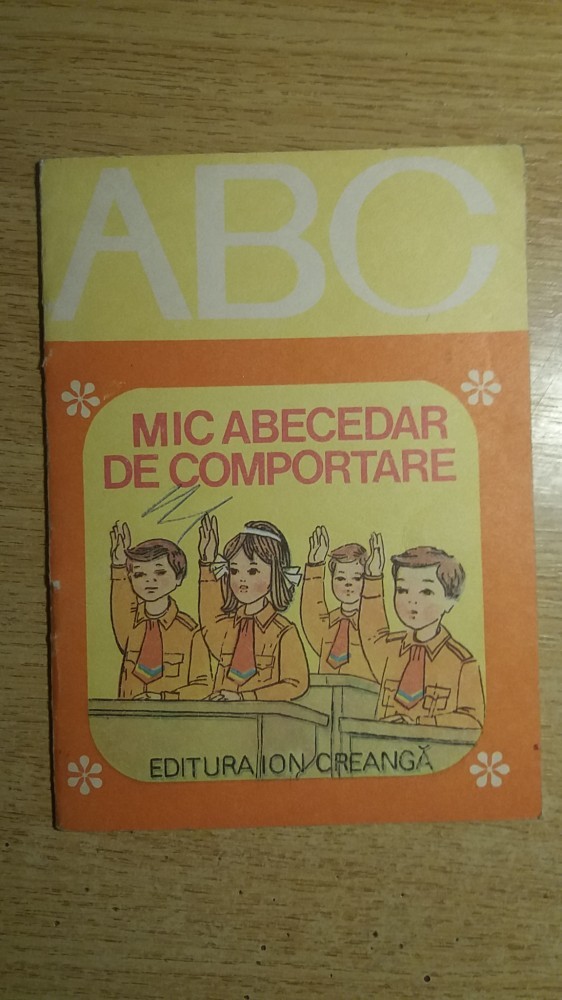 ABC
MIC ABECEDAR
DE COMPORTARE
EDITURA ION CREANGĂ